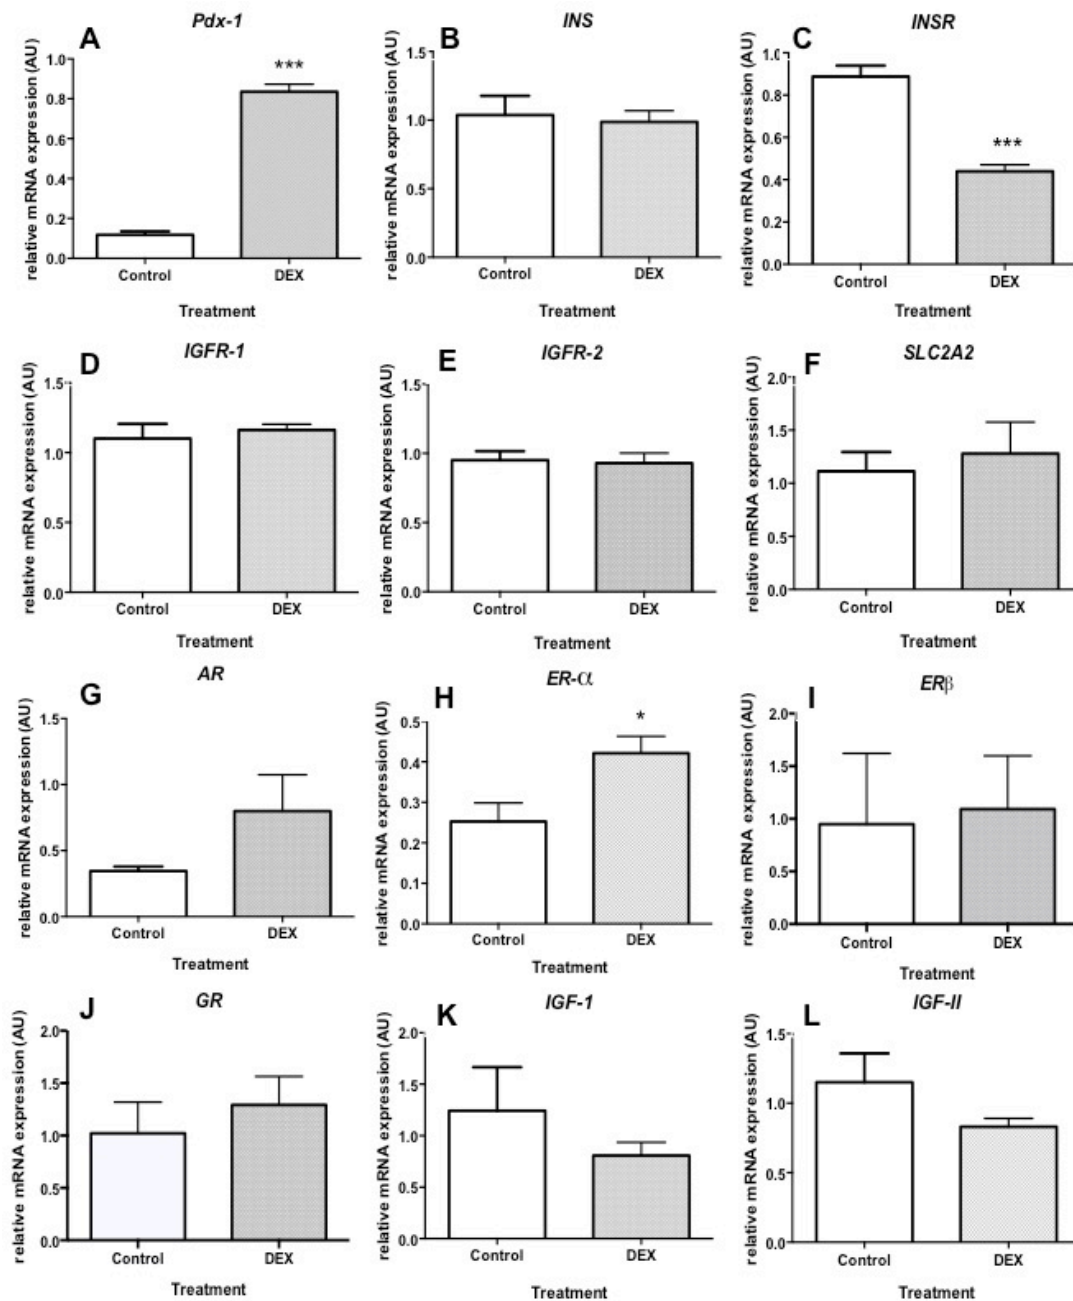 A
Pdx-1
relative mRNA expression (AU)
1.0
0.8
0.6
0.4
0.2
0.0
***
Control
DEX
Treatment
B
INS
relative mRNA expression (AU)
1.5
1.0
0.5
0.0
Control
DEX
Treatment
C
INSR
relative mRNA expression (AU)
1.0
0.8
0.6
0.4
0.2
0.0
***
Control
DEX
Treatment
D
IGFR-1
relative mRNA expression (AU)
1.5
1.0
0.5
0.0
Control
DEX
Treatment
E
IGFR-2
relative mRNA expression (AU)
1.5
1.0
0.5
0.0
Control
DEX
Treatment
F
SLC2A2
relative mRNA expression (AU)
2.0
1.5
1.0
0.5
0.0
Control
DEX
Treatment
G
AR
relative mRNA expression (AU)
1.5
1.0
0.5
0.0
Control
DEX
Treatment
H
ER-α
relative mRNA expression (AU)
0.5
0.4
0.3
0.2
0.1
0.0
*
Control
DEX
Treatment
I
ERβ
relative mRNA expression (AU)
2.0
1.5
1.0
0.5
0.0
Control
DEX
Treatment
J
GR
relative mRNA expression (AU)
2.0
1.5
1.0
0.5
0.0
Control
DEX
Treatment
K
IGF-1
relative mRNA expression (AU)
2.0
1.5
1.0
0.5
0.0
Control
DEX
Treatment
L
IGF-II
relative mRNA expression (AU)
1.5
1.0
0.5
0.0
Control
DEX
Treatment